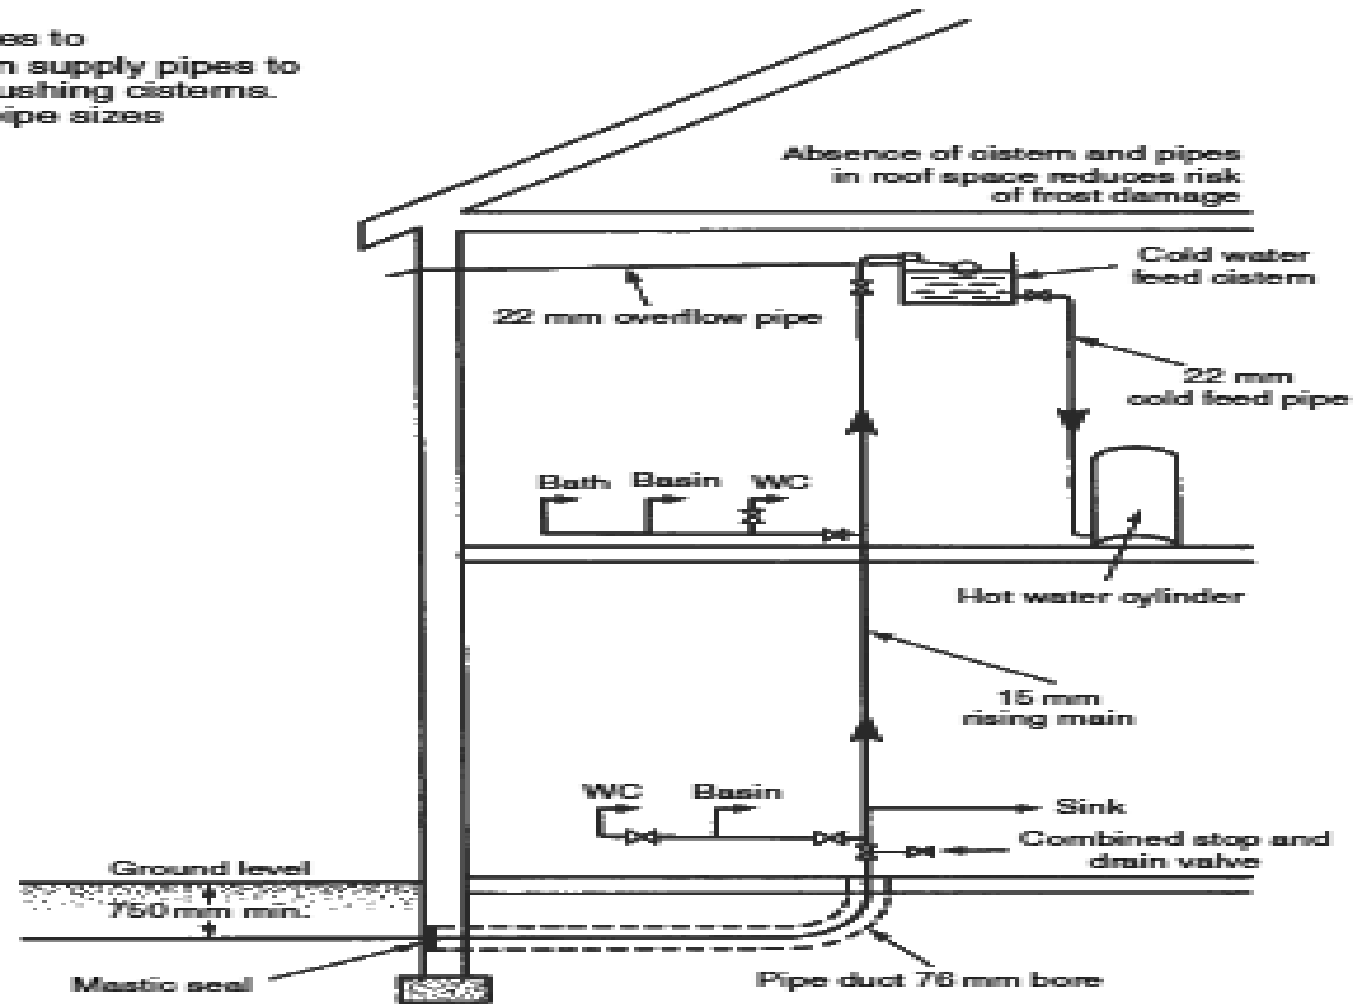 es to
n supply pipes to
ushing cisterns.
pipe sizes
Absence of cistern and pipes
in roof space reduces risk
of frost damage
Cold water
feed cistern
22 mm overflow pipe
22 mm
cold feed pipe
Bath
Basin
WC
Hot water cylinder
15 mm
rising main
WC
Basin
Sink
Combined stop and
drain valve
Ground level
750 mm min.
Mastic seal
Pipe duct 76 mm bore